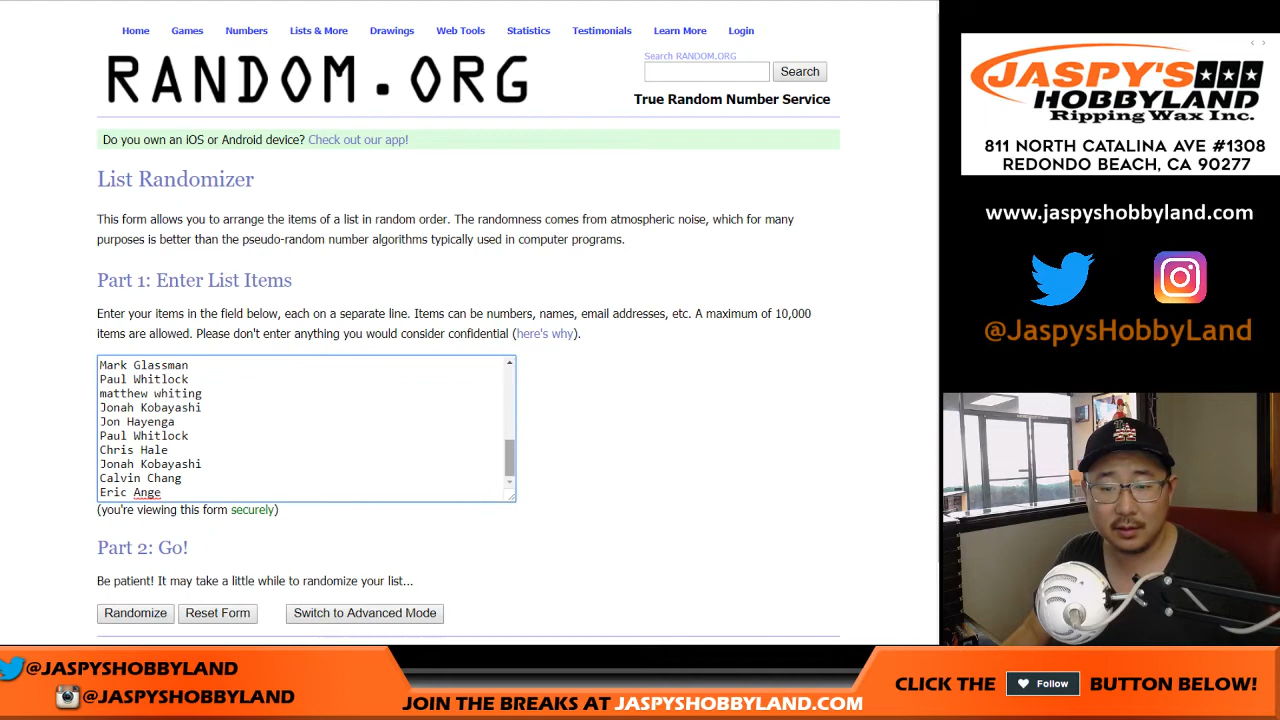 Home Games Numbers Lists & More Drawings Web Tools Statistics Testimonials Learn More Login
RANDOM.ORG
Search RANDOM.ORG
Search
True Random Number Service
Do you own an iOS or Android device? Check out our app!
List Randomizer
This form allows you to arrange the items of a list in random order. The randomness comes from atmospheric noise, which for many
purposes is better than the pseudo-random number algorithms typically used in computer programs.
Part 1: Enter List Items
Enter your items in the field below, each on a separate line. Items can be numbers, names, email addresses, etc. A maximum of 10,000
items are allowed. Please don't enter anything you would consider confidential (here's why).
Mark Glassman
Paul Whitlock
matthew whiting
Jonah Kobayashi
Jon Hayenga
Paul Whitlock
Chris Hale
Jonah Kobayashi
Calvin Chang
Eric Ange
(you're viewing this form securely)
Part 2: Go!
Be patient! It may take a little while to randomize your list...
Randomize Reset Form Switch to Advanced Mode
JASPY'S
HOBBYLAND
Ripping Wax Inc.
811 NORTH CATALINA AVE #1308
REDONDO BEACH, CA 90277
www.jaspyshobbyland.com
@JaspysHobbyLand
@JASPYSHOBBYLAND
@JASPYSHOBBYLAND
JOIN THE BREAKS AT JASPYSHOBBYLAND.COM
CLICK THE Follow BUTTON BELOW!